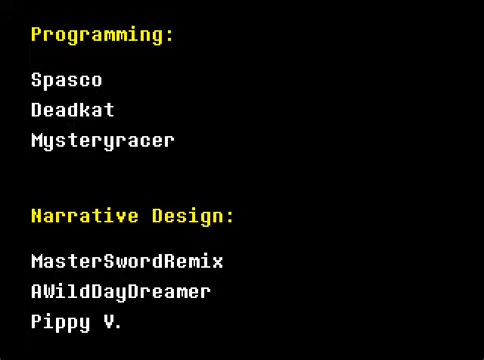 Programming:
Spasco
Deadkat
Mysteryracer
Narrative Design:
MasterSwordRemix
AWildDayDreamer
Pippy V.